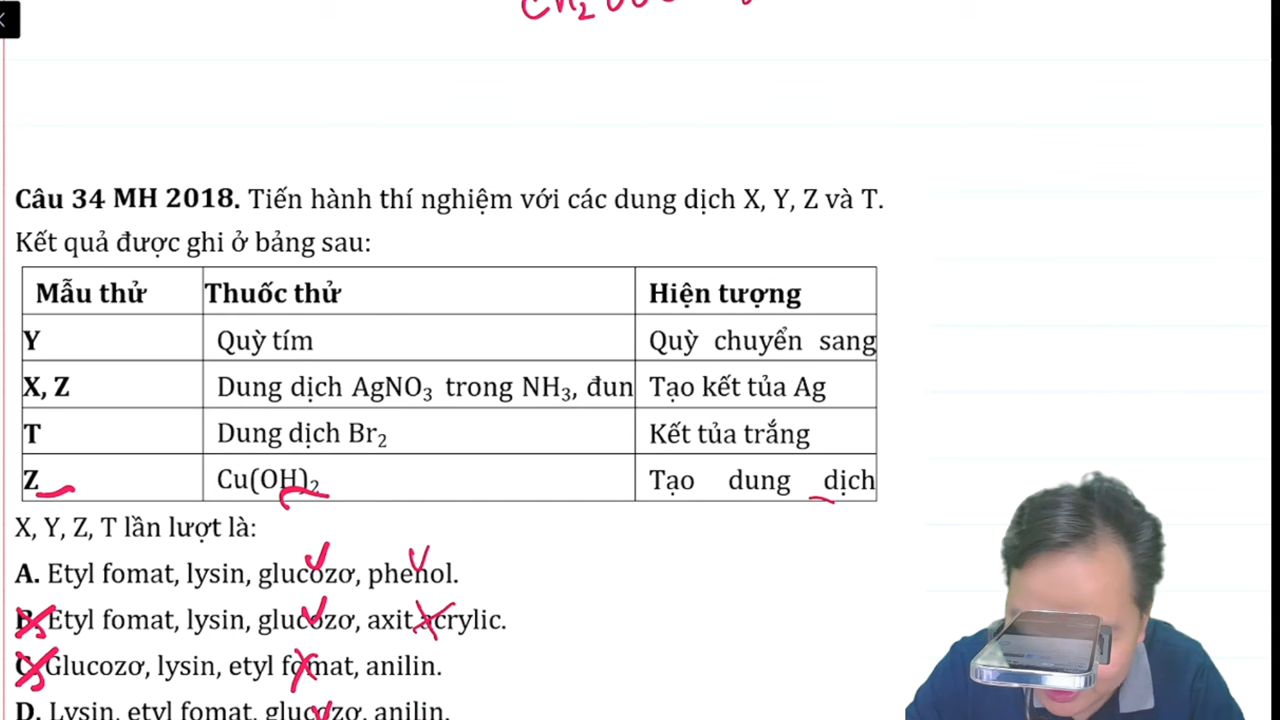 Câu 34 MH 2018. Tiến hành thí nghiệm với các dung dịch X, Y, Z và T.
Kết quả được ghi ở bảng sau:
Mẫu thử Thuốc thử Hiện tượng
Y Quỳ tím Quỳ chuyển sang
X, Z Dung dịch AgNO₃ trong NH₃, đun Tạo kết tủa Ag
T Dung dịch Br₂ Kết tủa trắng
Z Cu(OH)₂ Tạo dung dịch
X, Y, Z, T lần lượt là:
A. Etyl fomat, lysin, glucozơ, phenol.
B. Etyl fomat, lysin, glucozơ, axit acrylic.
C. Glucozơ, lysin, etyl fomat, anilin.
D. Lysin, etyl fomat, glucozơ, anilin.